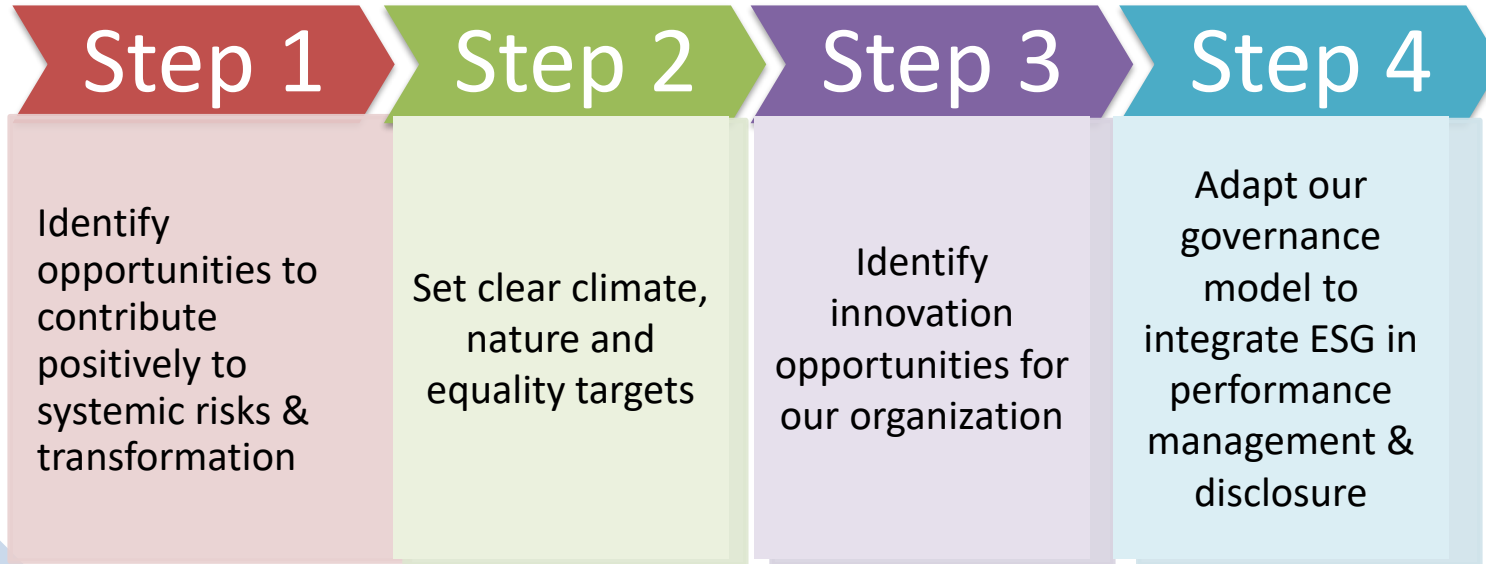 Step 1
Identify
opportunities to
contribute
positively to
systemic risks &
transformation
Step 2
Set clear climate,
nature and
equality targets
Step 3
Identify
innovation
opportunities for
our organization
Step 4
Adapt our
governance
model to
integrate ESG in
performance
management &
disclosure